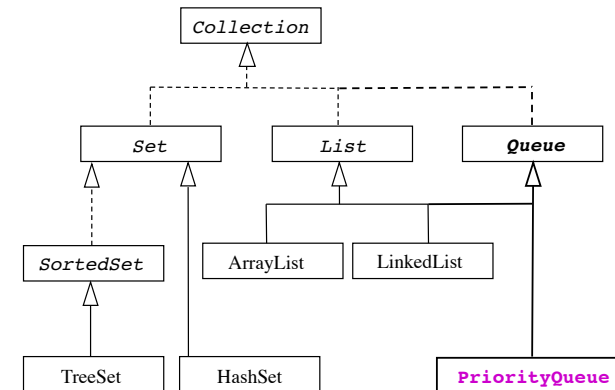 Collection
Set
List
Queue
SortedSet
ArrayList
LinkedList
TreeSet
HashSet
PriorityQueue